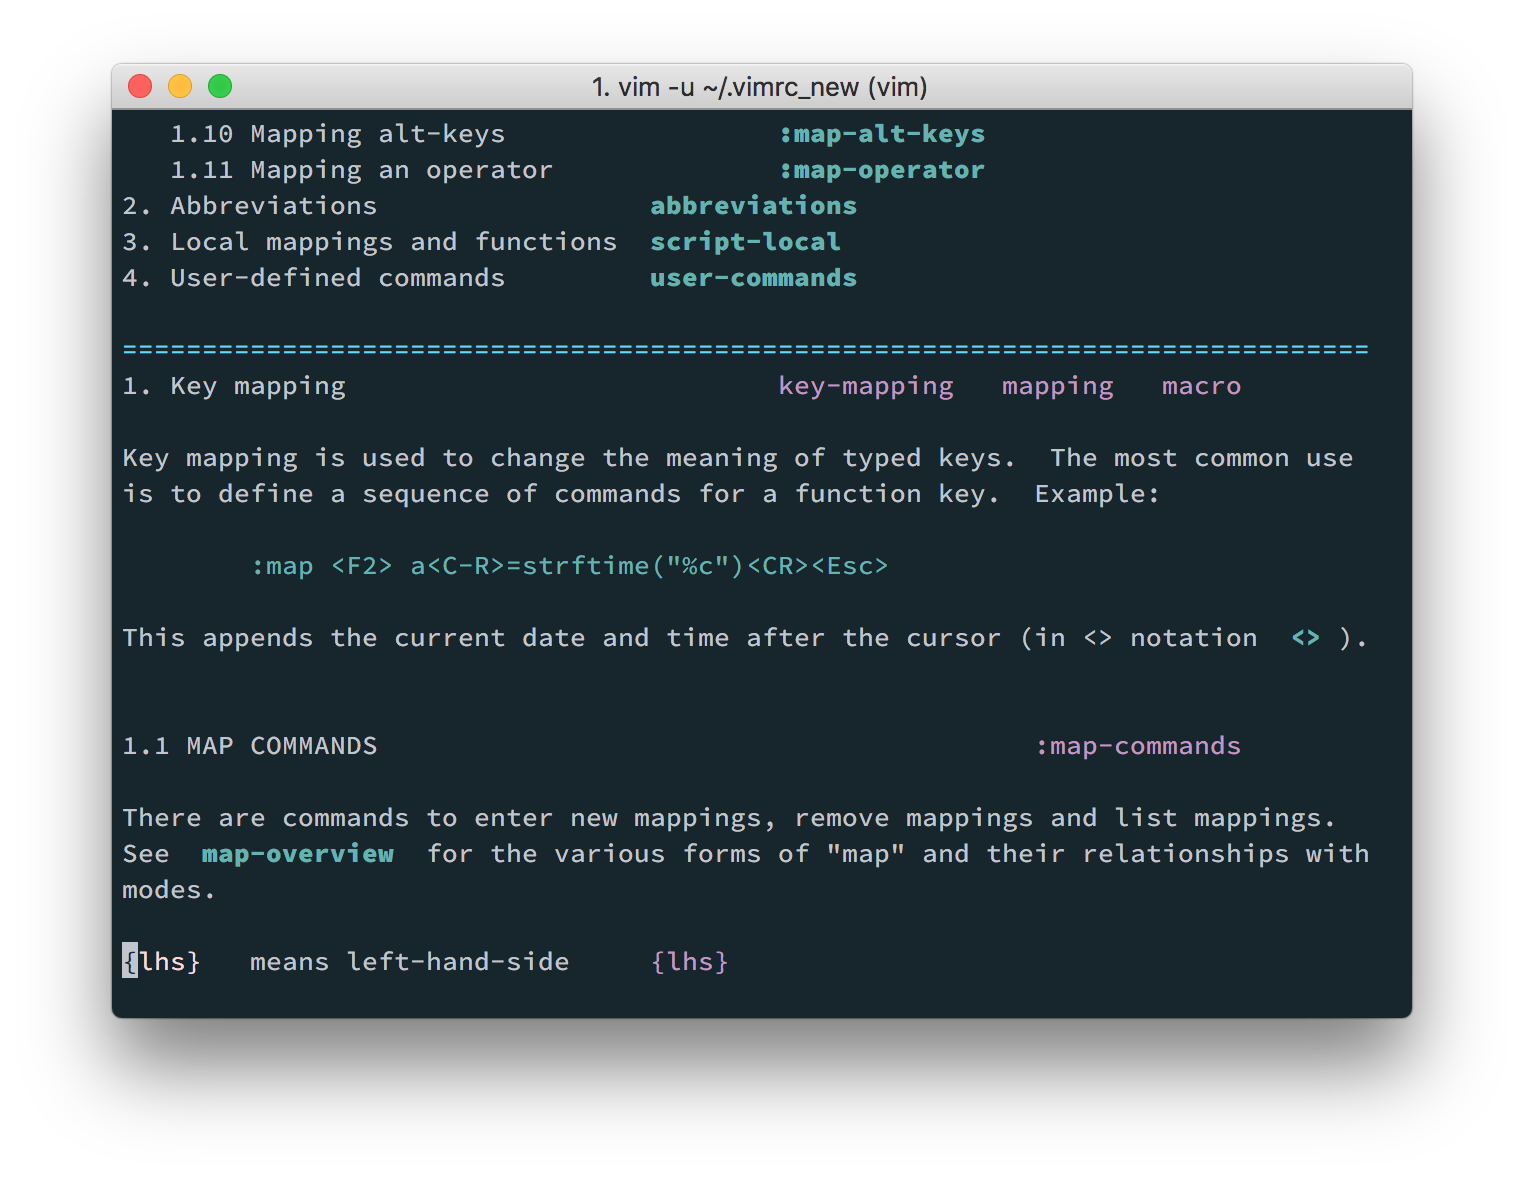 1. vim -u ~/.vimrc_new (vim)
1.10 Mapping alt-keys :map-alt-keys
1.11 Mapping an operator :map-operator
2. Abbreviations abbreviations
3. Local mappings and functions script-local
4. User-defined commands user-commands
==============================================================================
1. Key mapping key-mapping mapping macro
Key mapping is used to change the meaning of typed keys. The most common use
is to define a sequence of commands for a function key. Example:
:map <F2> a<C-R>=strftime("%c")<CR><Esc>
This appends the current date and time after the cursor (in <> notation <> ).
1.1 MAP COMMANDS :map-commands
There are commands to enter new mappings, remove mappings and list mappings.
See map-overview for the various forms of "map" and their relationships with
modes.
{lhs} means left-hand-side {lhs}